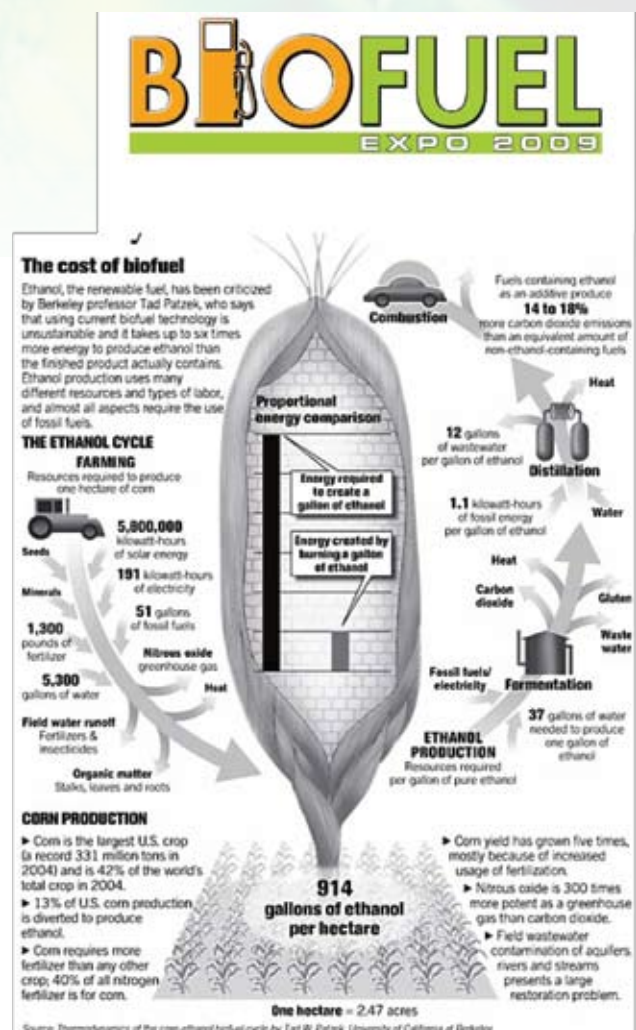 BIOFUEL
EXPO 2009
The cost of biofuel
Ethanol, the renewable fuel, has been criticized
by Berkeley professor Tad Patzek, who says
that using current biofuel technology is
unsustainable and it takes up to six times
more energy to produce ethanol than
the finished product actually contains.
Ethanol production uses many
different resources and types of labor,
and almost all aspects require the use
of fossil fuels.
THE ETHANOL CYCLE
FARMING
Resources required to produce
one hectare of corn
5,800,000
kilowatt-hours
of solar energy
Seeds
191 kilowatt-hours
of electricity
Minerals
51 gallons
of fossil fuels
1,300
pounds of
fertilizer
Nitrous oxide
greenhouse gas
5,300
gallons of water
Heat
Field water runoff
Fertilizers &
insecticides
Organic matter
Stalks, leaves and roots
Proportional
energy comparison
Energy required
to create a
gallon of ethanol
Energy created by
burning a gallon
of ethanol
Combustion
Fuels containing ethanol
as an additive produce
14 to 18%
more carbon dioxide emissions
than an equivalent amount of
non-ethanol-containing fuels
Heat
12 gallons
of wastewater
per gallon of ethanol
Distillation
1.1 kilowatt-hours
of fossil energy
per gallon of ethanol
Water
Heat
Carbon
dioxide
Gluten
Waste
water
Fossil fuels/
electricity
Fermentation
ETHANOL
PRODUCTION
Resources required
per gallon of pure ethanol
37 gallons of water
needed to produce
one gallon of
ethanol
CORN PRODUCTION
► Corn is the largest U.S. crop
(a record 331 million tons in
2004) and is 42% of the world's
total crop in 2004.
► 13% of U.S. corn production
is diverted to produce
ethanol.
► Corn requires more
fertilizer than any other
crop; 40% of all nitrogen
fertilizer is for corn.
914
gallons of ethanol
per hectare
► Corn yield has grown five times,
mostly because of increased
usage of fertilization.
► Nitrous oxide is 300 times
more potent as a greenhouse
gas than carbon dioxide.
► Field wastewater
contamination of aquifers,
rivers and streams
presents a large
restoration problem.
One hectare = 2.47 acres
Source: Thermodynamics of the corn-ethanol biofuel cycle by Tad W. Patzek, University of California at Berkeley